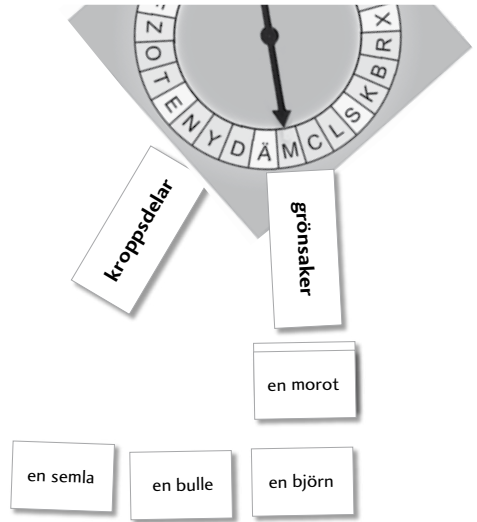 Z O T E N Y D Ä M C L S K B R X
kroppsdelar
grönsaker
en morot
en semla
en bulle
en björn